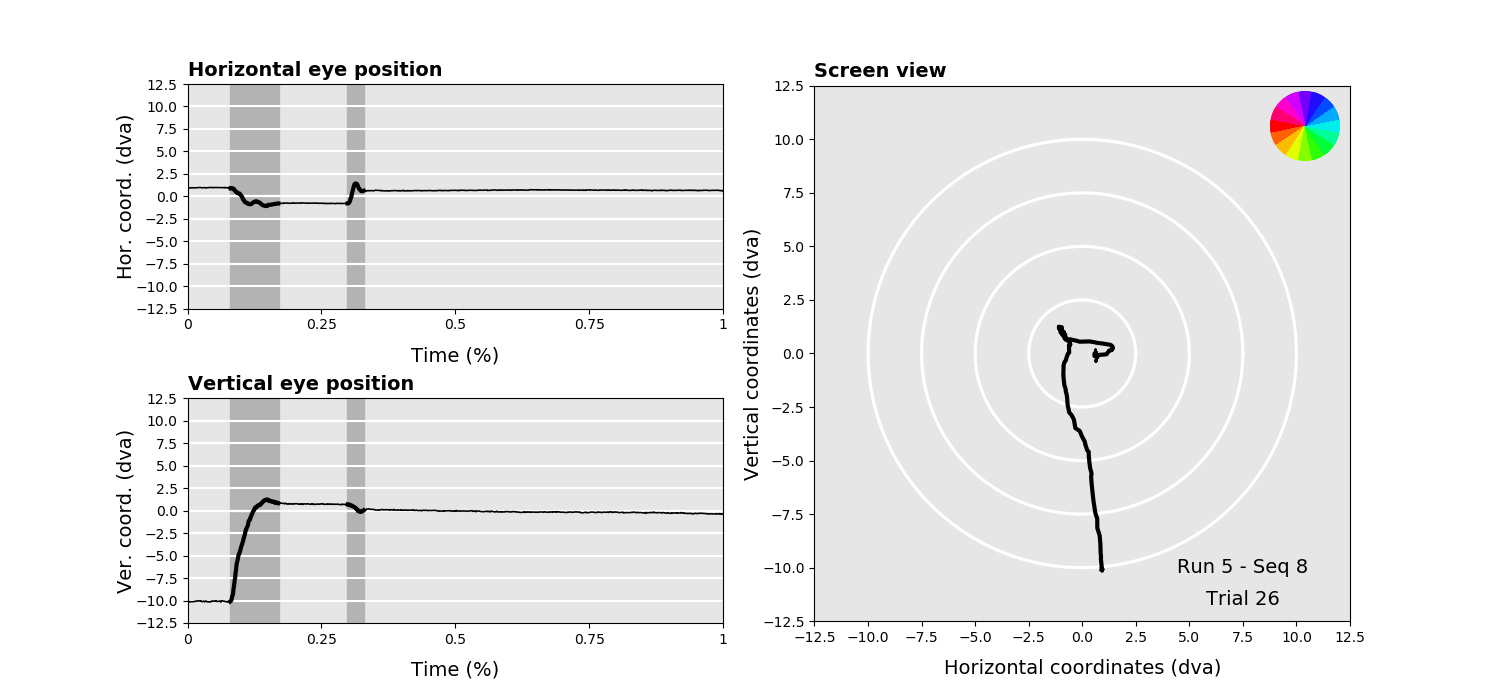 Horizontal eye position
Hor. coord. (dva)
12.5
10.0
7.5
5.0
2.5
0.0
−2.5
−5.0
−7.5
−10.0
−12.5
0 0.25 0.5 0.75 1
Time (%)
Vertical eye position
Ver. coord. (dva)
12.5
10.0
7.5
5.0
2.5
0.0
−2.5
−5.0
−7.5
−10.0
−12.5
0 0.25 0.5 0.75 1
Time (%)
Screen view
Vertical coordinates (dva)
12.5
10.0
7.5
5.0
2.5
0.0
−2.5
−5.0
−7.5
−10.0
−12.5
Run 5 - Seq 8
Trial 26
−12.5 −10.0 −7.5 −5.0 −2.5 0.0 2.5 5.0 7.5 10.0 12.5
Horizontal coordinates (dva)